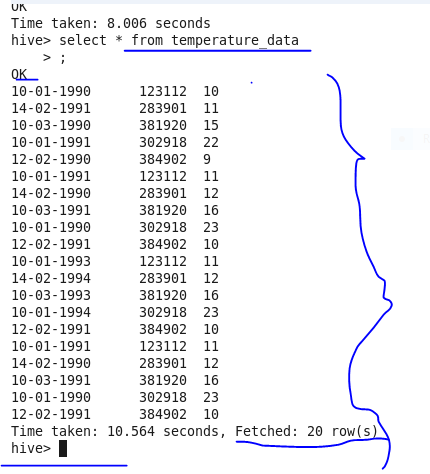 OK
Time taken: 8.006 seconds
hive> select * from temperature_data
    > ;
OK
10-01-1990      123112  10
14-02-1991      283901  11
10-03-1990      381920  15
10-01-1991      302918  22
12-02-1990      384902  9
10-01-1991      123112  11
14-02-1990      283901  12
10-03-1991      381920  16
10-01-1990      302918  23
12-02-1991      384902  10
10-01-1993      123112  11
14-02-1994      283901  12
10-03-1993      381920  16
10-01-1994      302918  23
12-02-1991      384902  10
10-01-1991      123112  11
14-02-1990      283901  12
10-03-1991      381920  16
10-01-1990      302918  23
12-02-1991      384902  10
Time taken: 10.564 seconds, Fetched: 20 row(s)
hive>